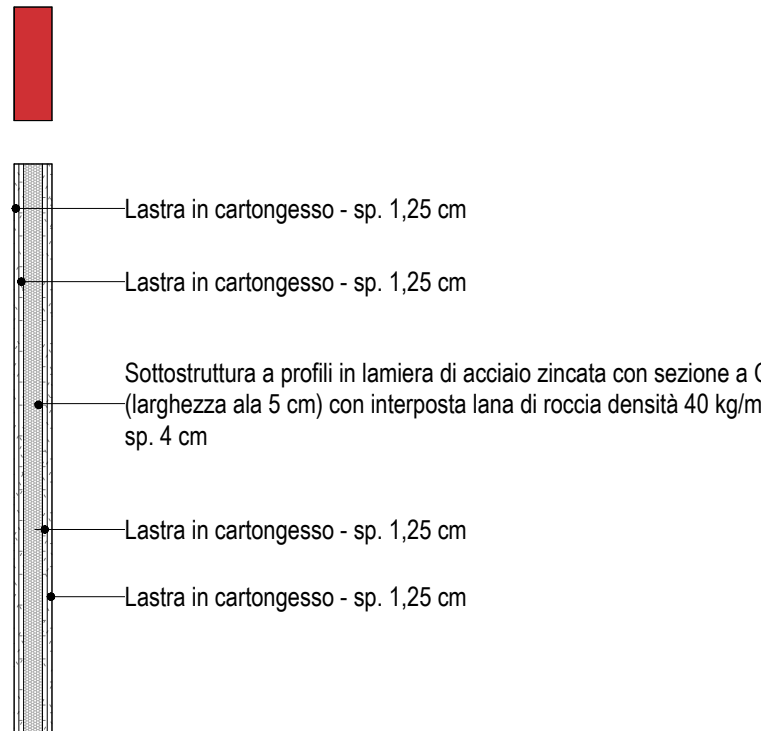 Lastra in cartongesso - sp. 1,25 cm
Lastra in cartongesso - sp. 1,25 cm
Sottostruttura a profili in lamiera di acciaio zincata con sezione a
(larghezza ala 5 cm) con interposta lana di roccia densità 40 kg/m
sp. 4 cm
Lastra in cartongesso - sp. 1,25 cm
Lastra in cartongesso - sp. 1,25 cm